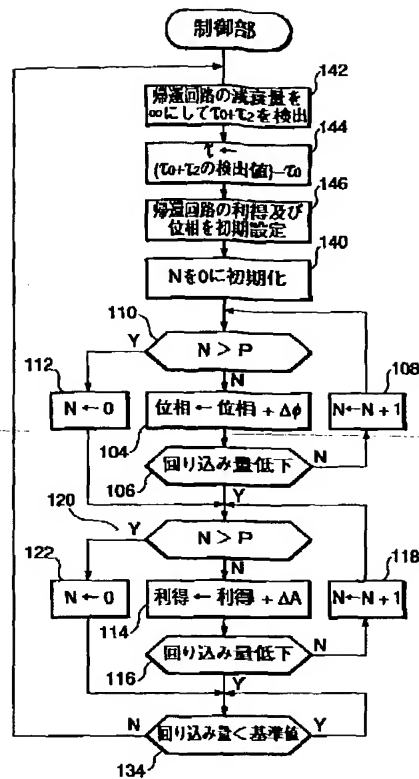 制御部
142
帰還回路の減衰量を
∞にしてτ0+τ2を検出
144
τ ←
(τ0+τ2の検出値)−τ0
146
帰還回路の利得及び
位相を初期設定
140
Nを0に初期化
110
Y
N > P
N
112
N ← 0
108
N←N+1
位相 ← 位相 + Δφ
104
回り込み量低下
N
106
Y
120
Y
N > P
N
122
N ← 0
118
N←N+1
利得 ← 利得 + ΔA
114
回り込み量低下
N
116
Y
N
回り込み量 < 基準値
Y
134